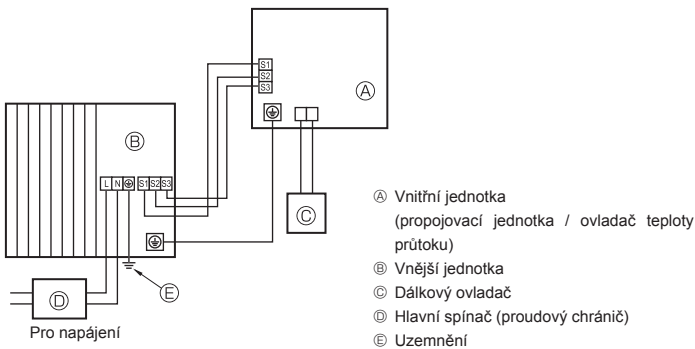 S1
S2
S3
Ⓐ
Ⓑ
L N S1 S2 S3
Ⓒ
Ⓓ
Ⓔ
Pro napájení
Ⓐ Vnitřní jednotka
(propojovací jednotka / ovladač teploty
průtoku)
Ⓑ Vnější jednotka
Ⓒ Dálkový ovladač
Ⓓ Hlavní spínač (proudový chránič)
Ⓔ Uzemnění